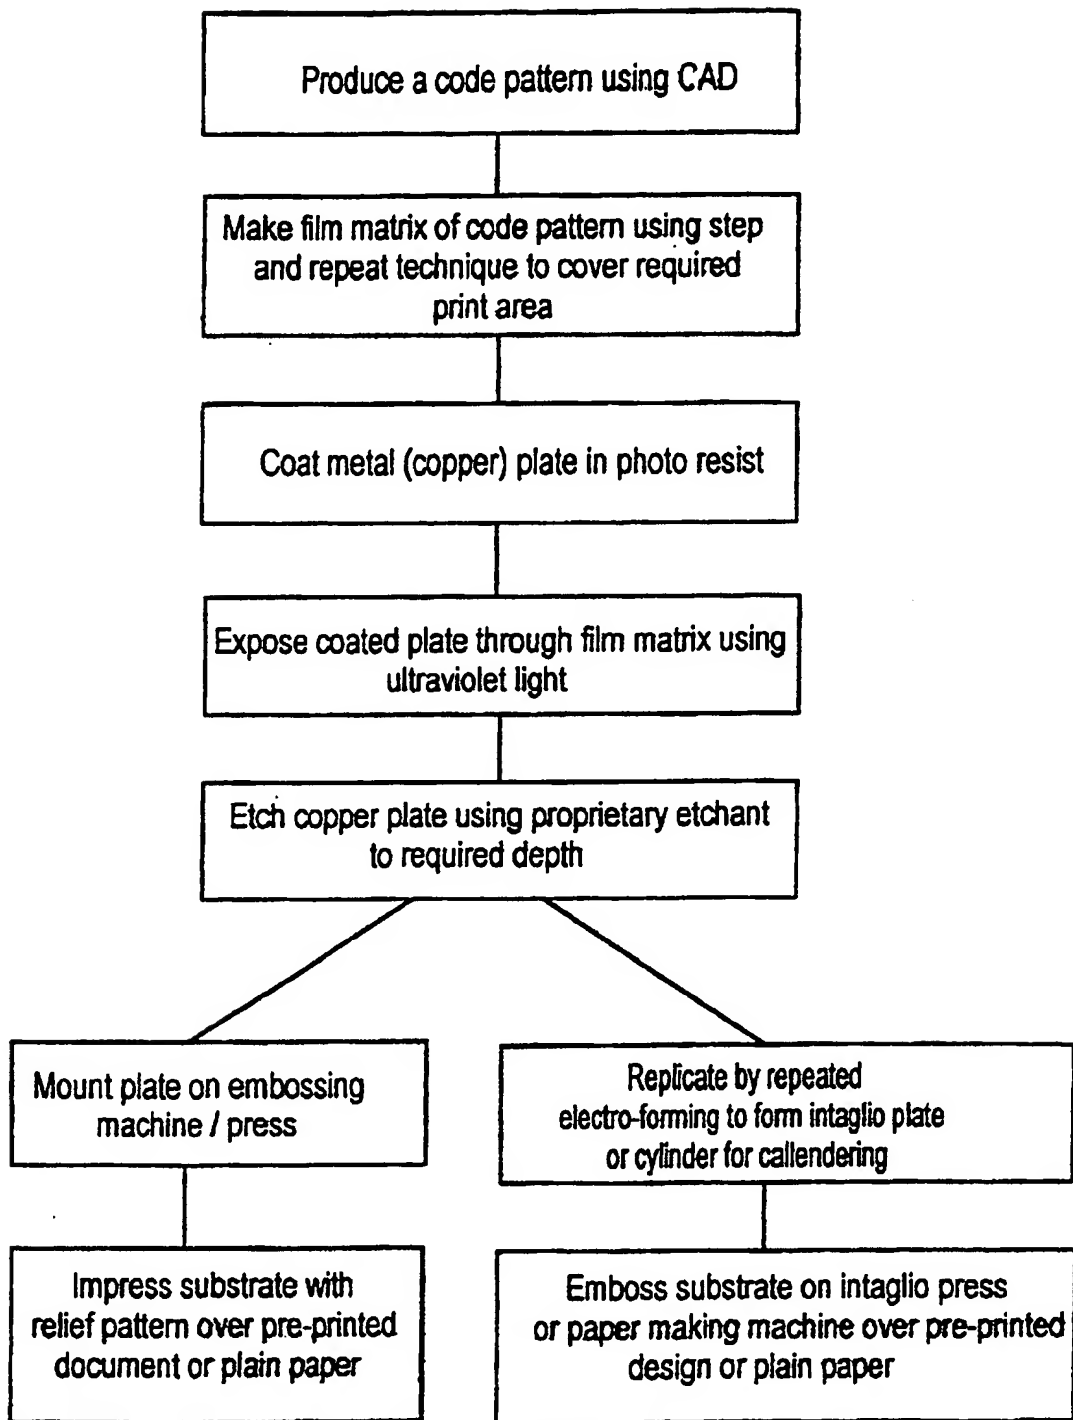 Produce a code pattern using CAD
Make film matrix of code pattern using step
and repeat technique to cover required
print area
Coat metal (copper) plate in photo resist
Expose coated plate through film matrix using
ultraviolet light
Etch copper plate using proprietary etchant
to required depth
Mount plate on embossing
machine / press
Replicate by repeated
electro-forming to form intaglio plate
or cylinder for callendering
Impress substrate with
relief pattern over pre-printed
document or plain paper
Emboss substrate on intaglio press
or paper making machine over pre-printed
design or plain paper